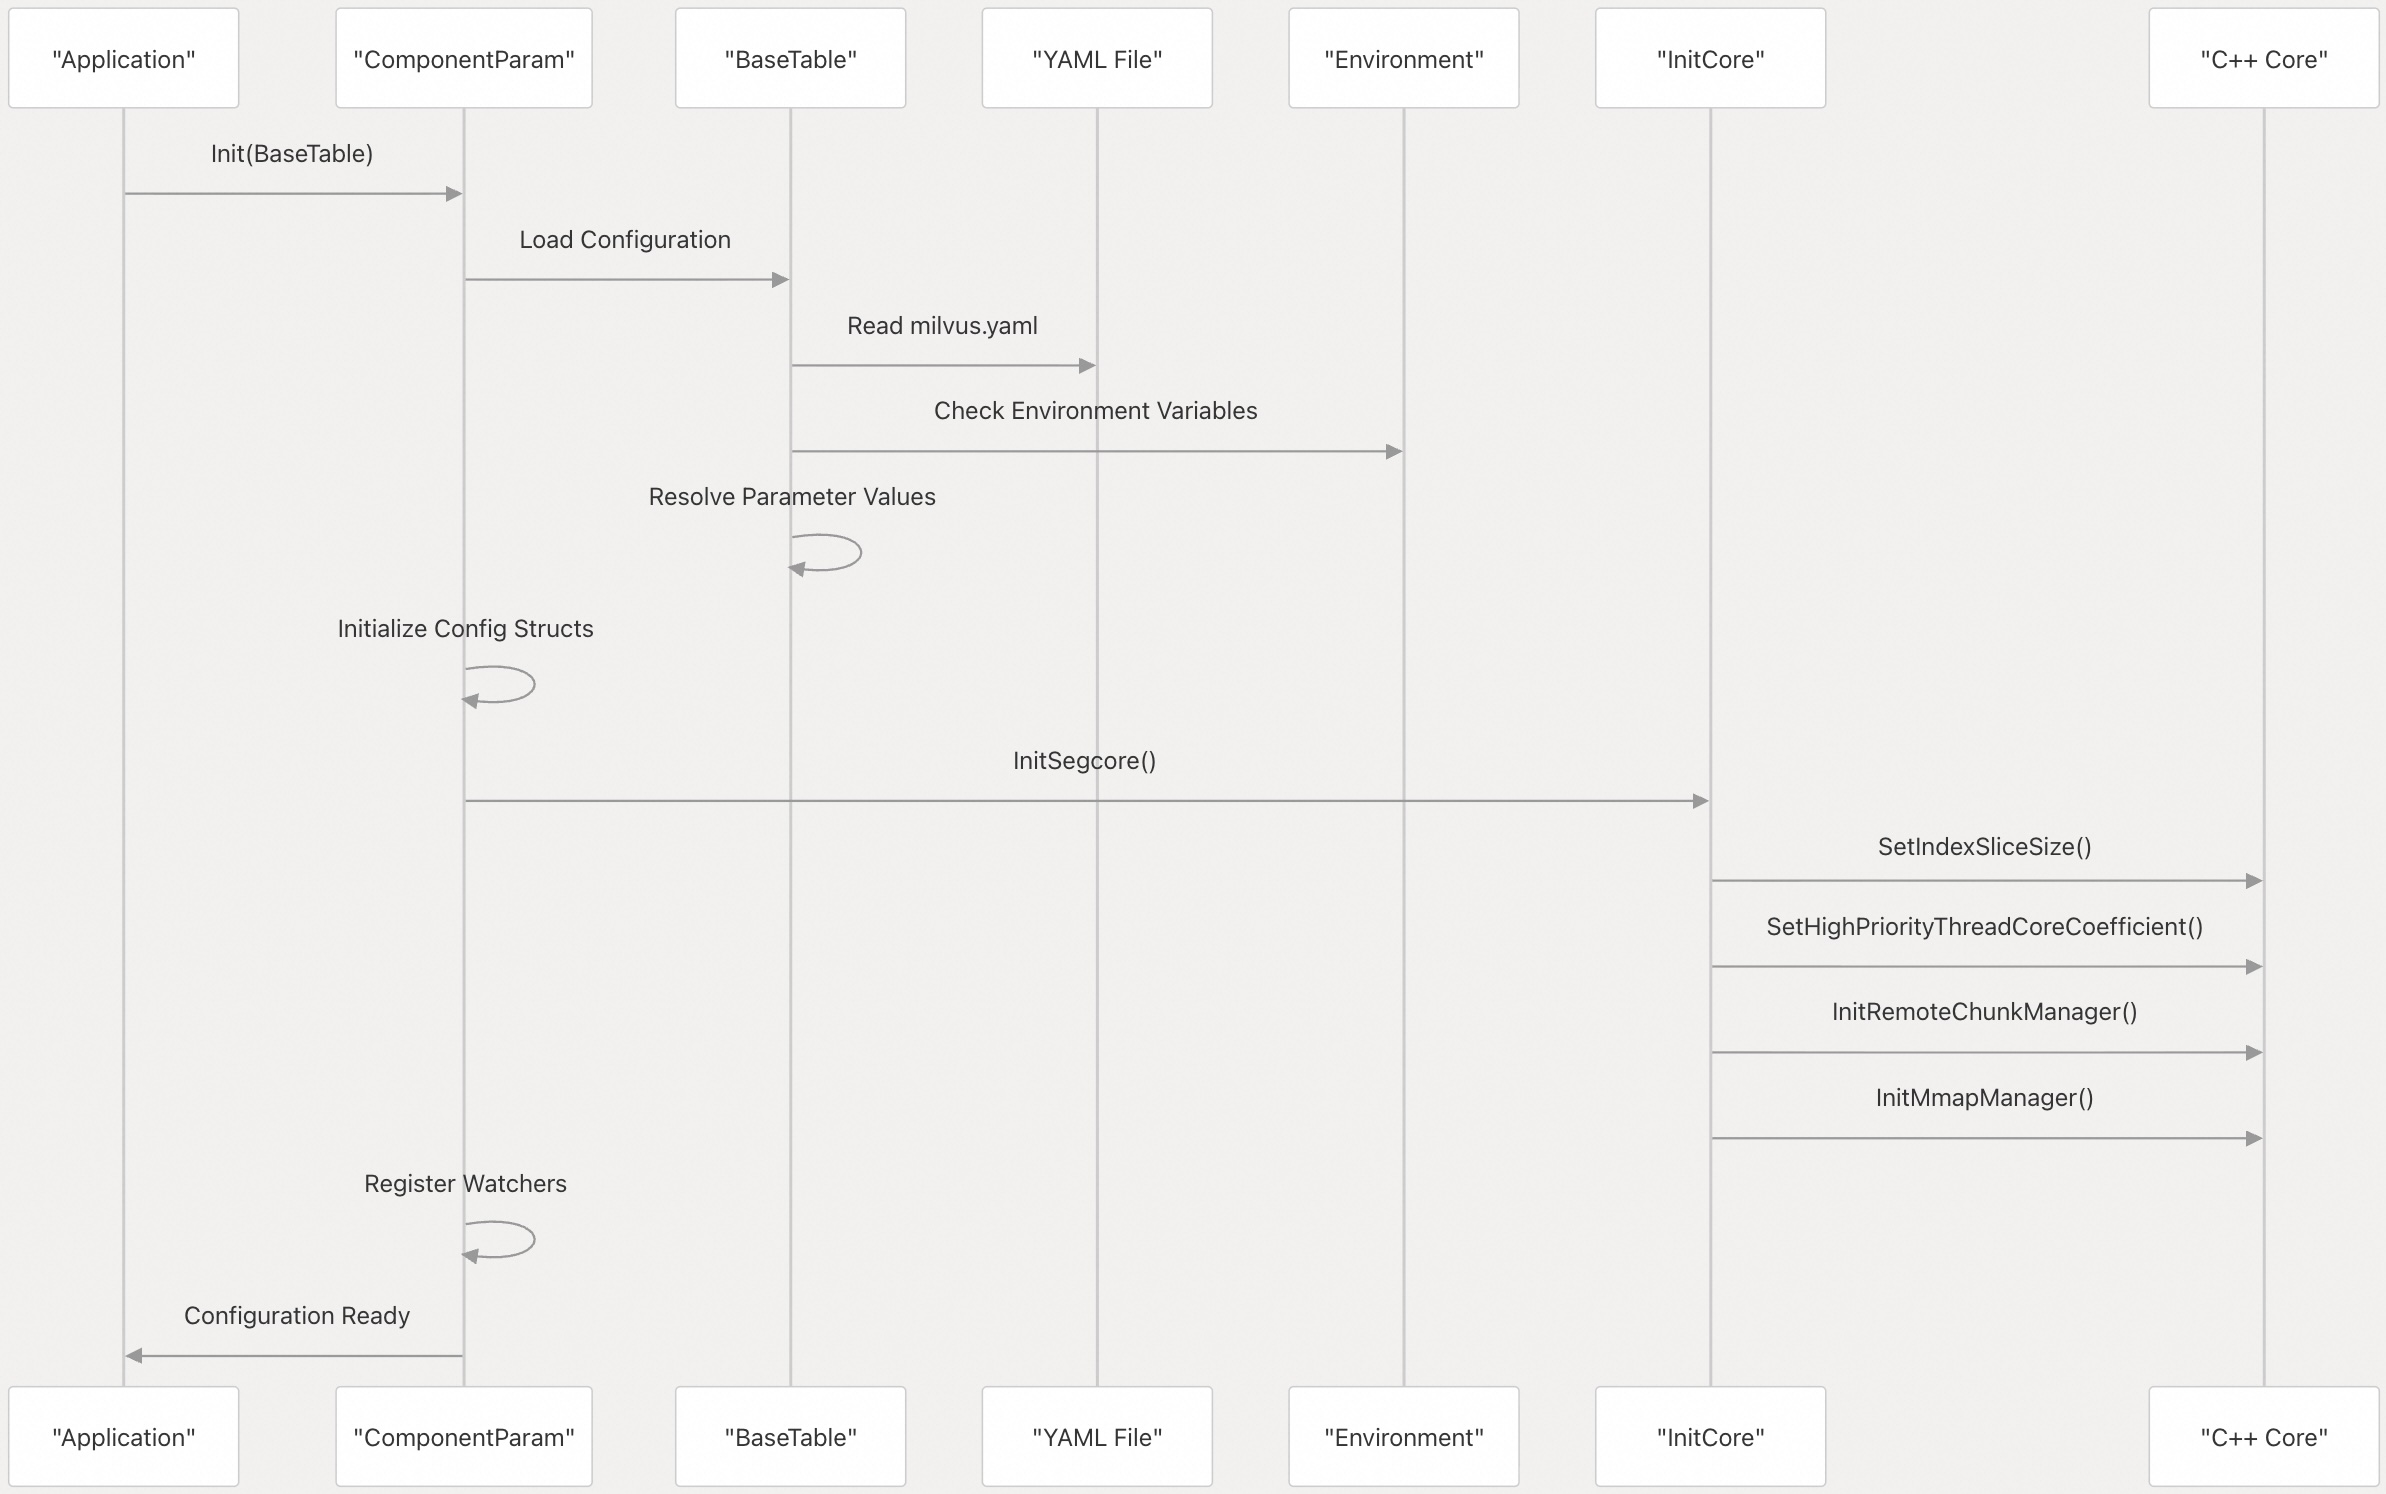 "Application"
"ComponentParam"
"BaseTable"
"YAML File"
"Environment"
"InitCore"
"C++ Core"
Init(BaseTable)
Load Configuration
Read milvus.yaml
Check Environment Variables
Resolve Parameter Values
Initialize Config Structs
InitSegcore()
SetIndexSliceSize()
SetHighPriorityThreadCoreCoefficient()
InitRemoteChunkManager()
InitMmapManager()
Register Watchers
Configuration Ready
"Application"
"ComponentParam"
"BaseTable"
"YAML File"
"Environment"
"InitCore"
"C++ Core"